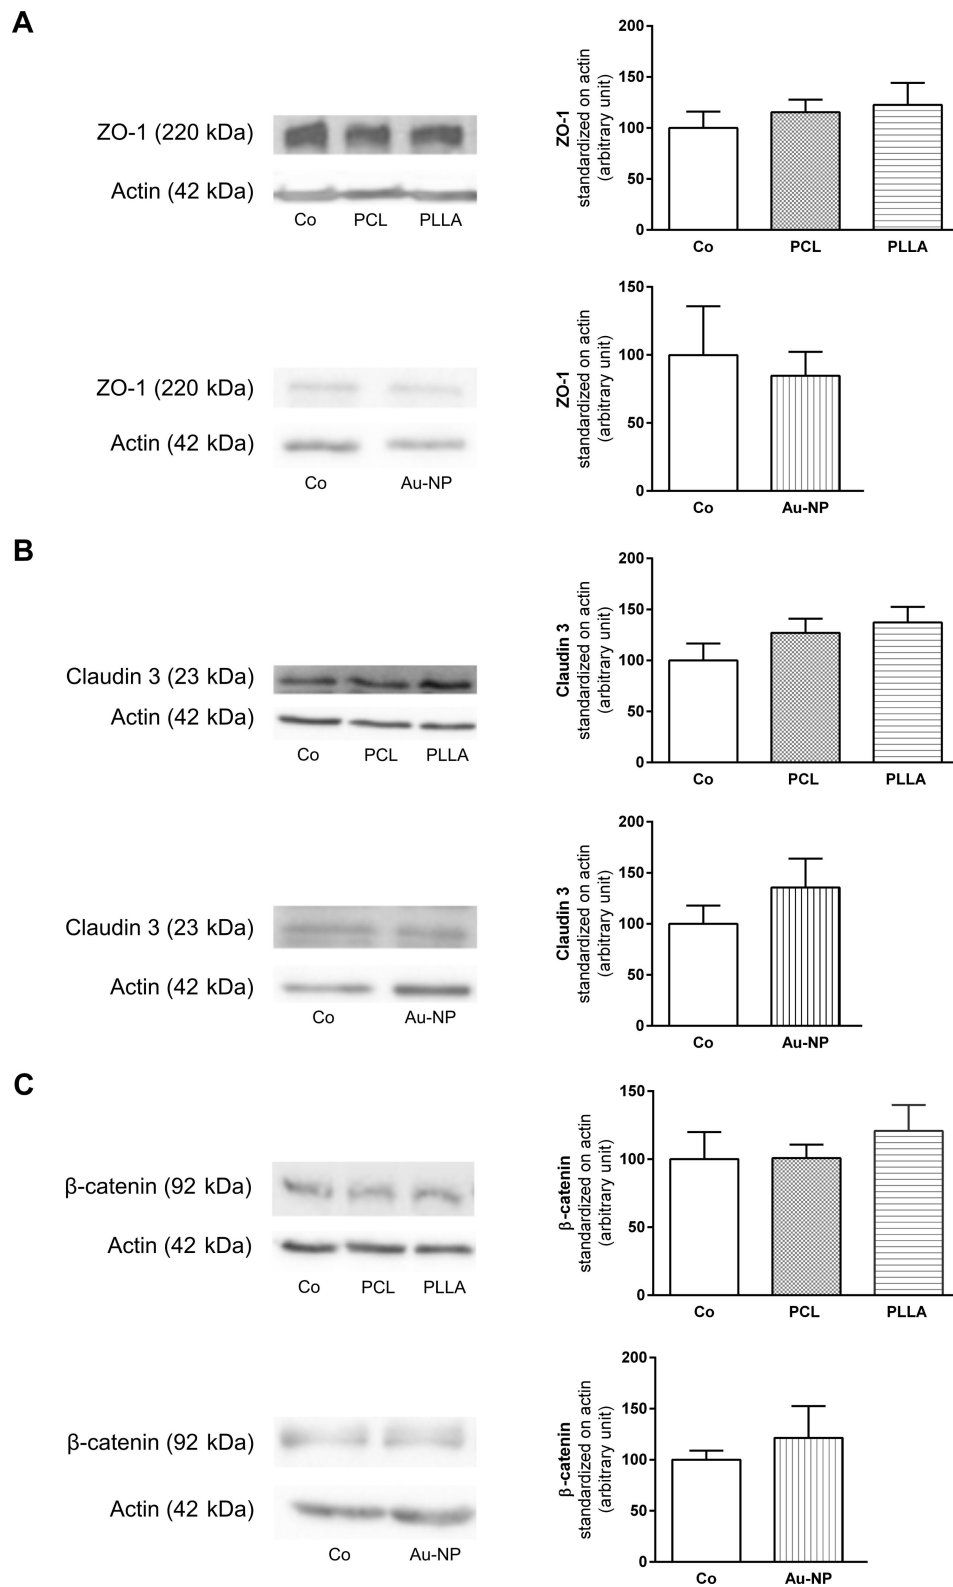 A
ZO-1 (220 kDa)
Actin (42 kDa)
Co PCL PLLA
ZO-1
standardized on actin
(arbitrary unit)
200
150
100
50
0
Co PCL PLLA
ZO-1 (220 kDa)
Actin (42 kDa)
Co Au-NP
ZO-1
standardized on actin
(arbitrary unit)
150
100
50
0
Co Au-NP
B
Claudin 3 (23 kDa)
Actin (42 kDa)
Co PCL PLLA
Claudin 3
standardized on actin
(arbitrary unit)
200
150
100
50
0
Co PCL PLLA
Claudin 3 (23 kDa)
Actin (42 kDa)
Co Au-NP
Claudin 3
standardized on actin
(arbitrary unit)
200
150
100
50
0
Co Au-NP
C
β-catenin (92 kDa)
Actin (42 kDa)
Co PCL PLLA
β-catenin
standardized on actin
(arbitrary unit)
150
100
50
0
Co PCL PLLA
β-catenin (92 kDa)
Actin (42 kDa)
Co Au-NP
β-catenin
standardized on actin
(arbitrary unit)
200
150
100
50
0
Co Au-NP